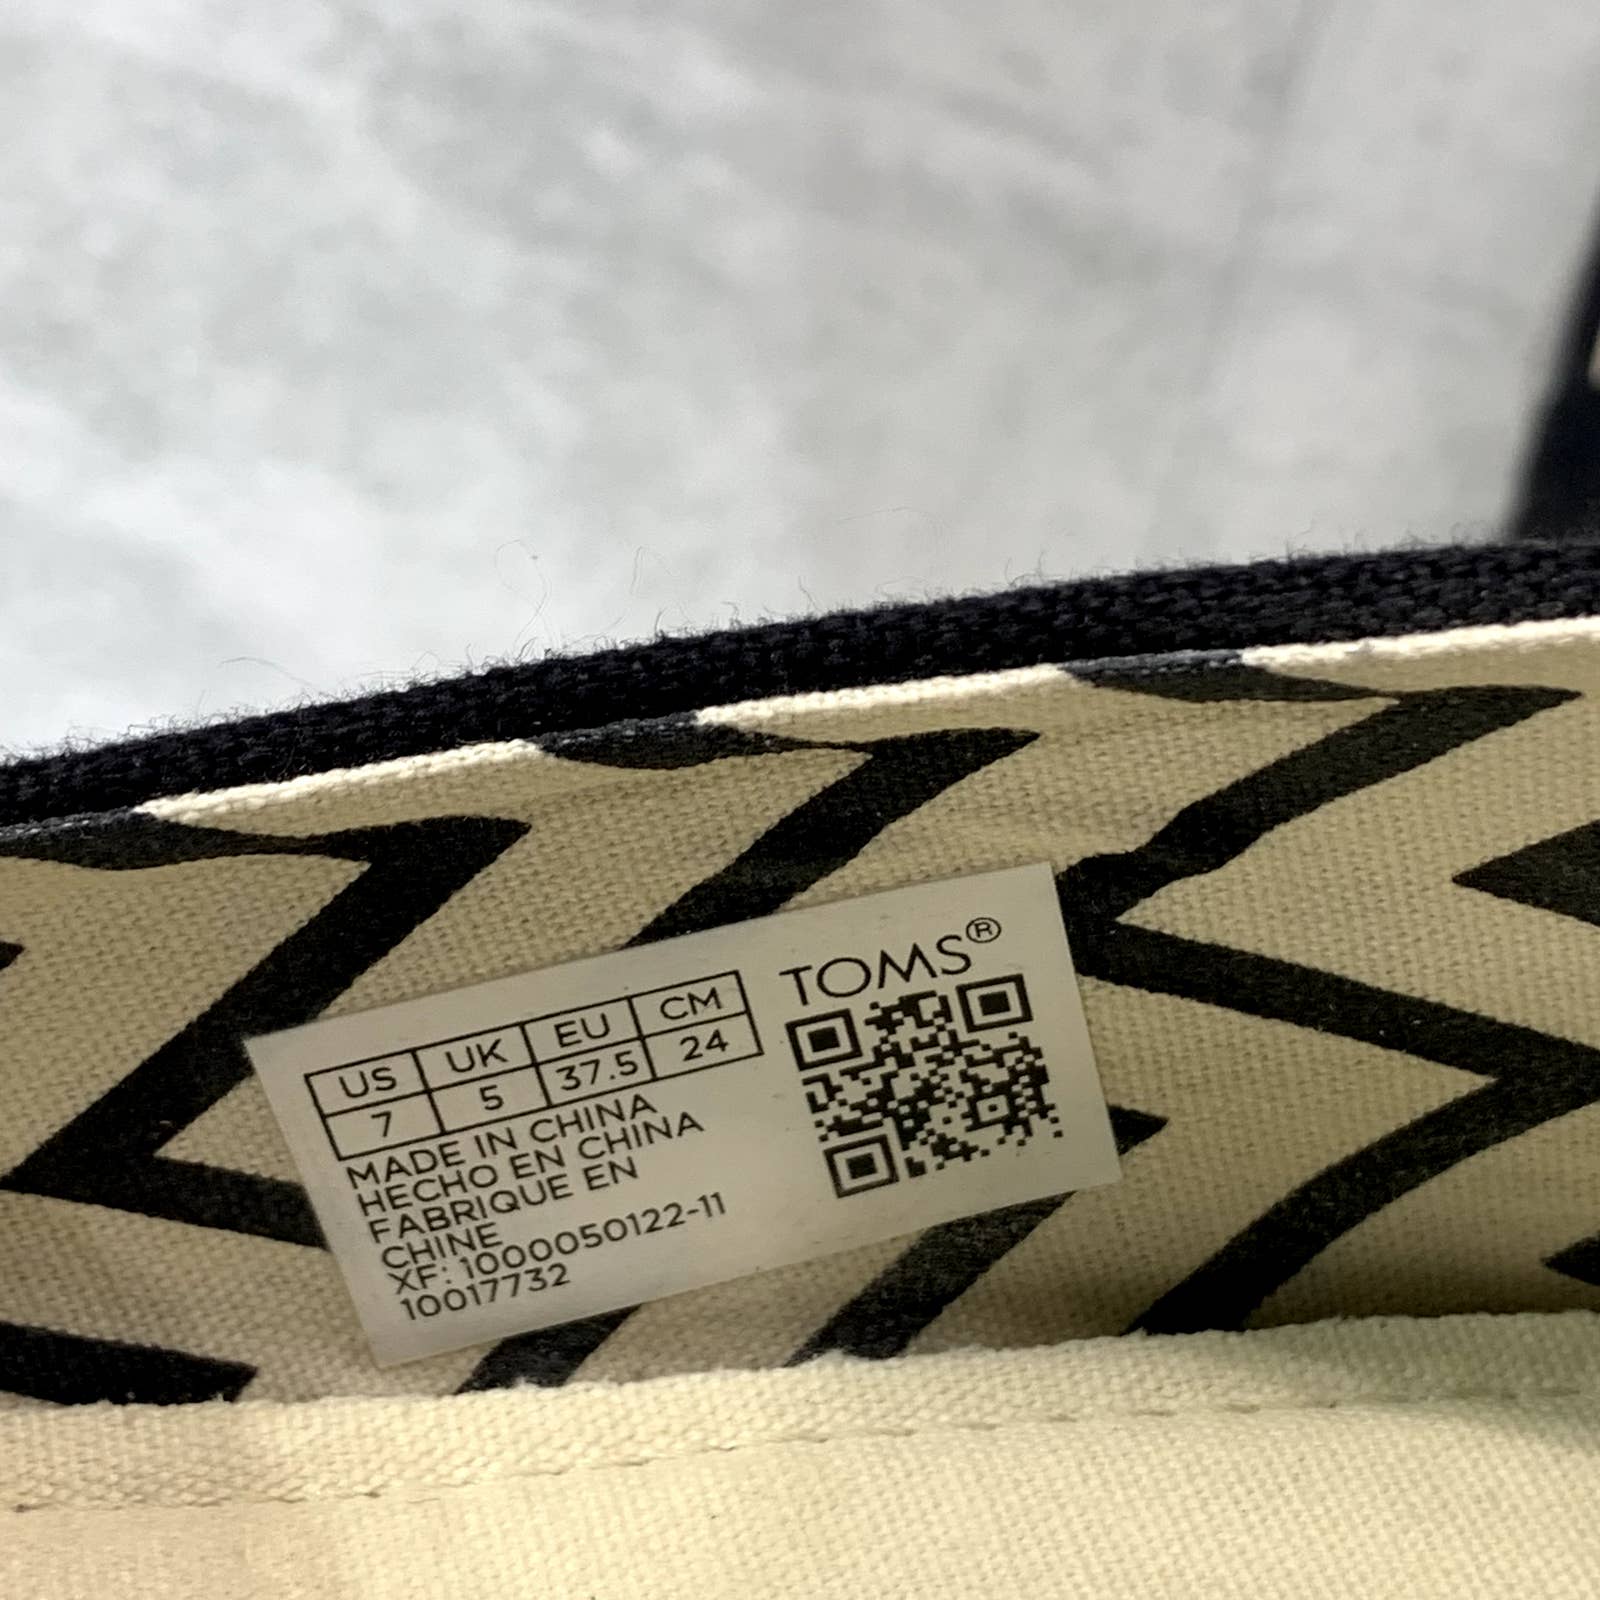 TOMS®
US UK EU CM
7 5 37.5 24
MADE IN CHINA
HECHO EN CHINA
FABRIQUE EN
CHINE
XF: 1000050122-11
10017732